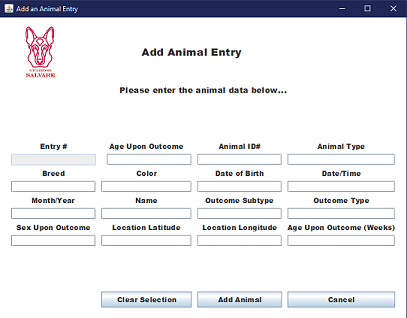 Add an Animal Entry
SALVARE
Add Animal Entry
Please enter the animal data below...
Entry # Age Upon Outcome Animal ID# Animal Type
Breed Color Date of Birth Date/Time
Month/Year Name Outcome Subtype Outcome Type
Sex Upon Outcome Location Latitude Location Longitude Age Upon Outcome (Weeks)
Clear Selection Add Animal Cancel